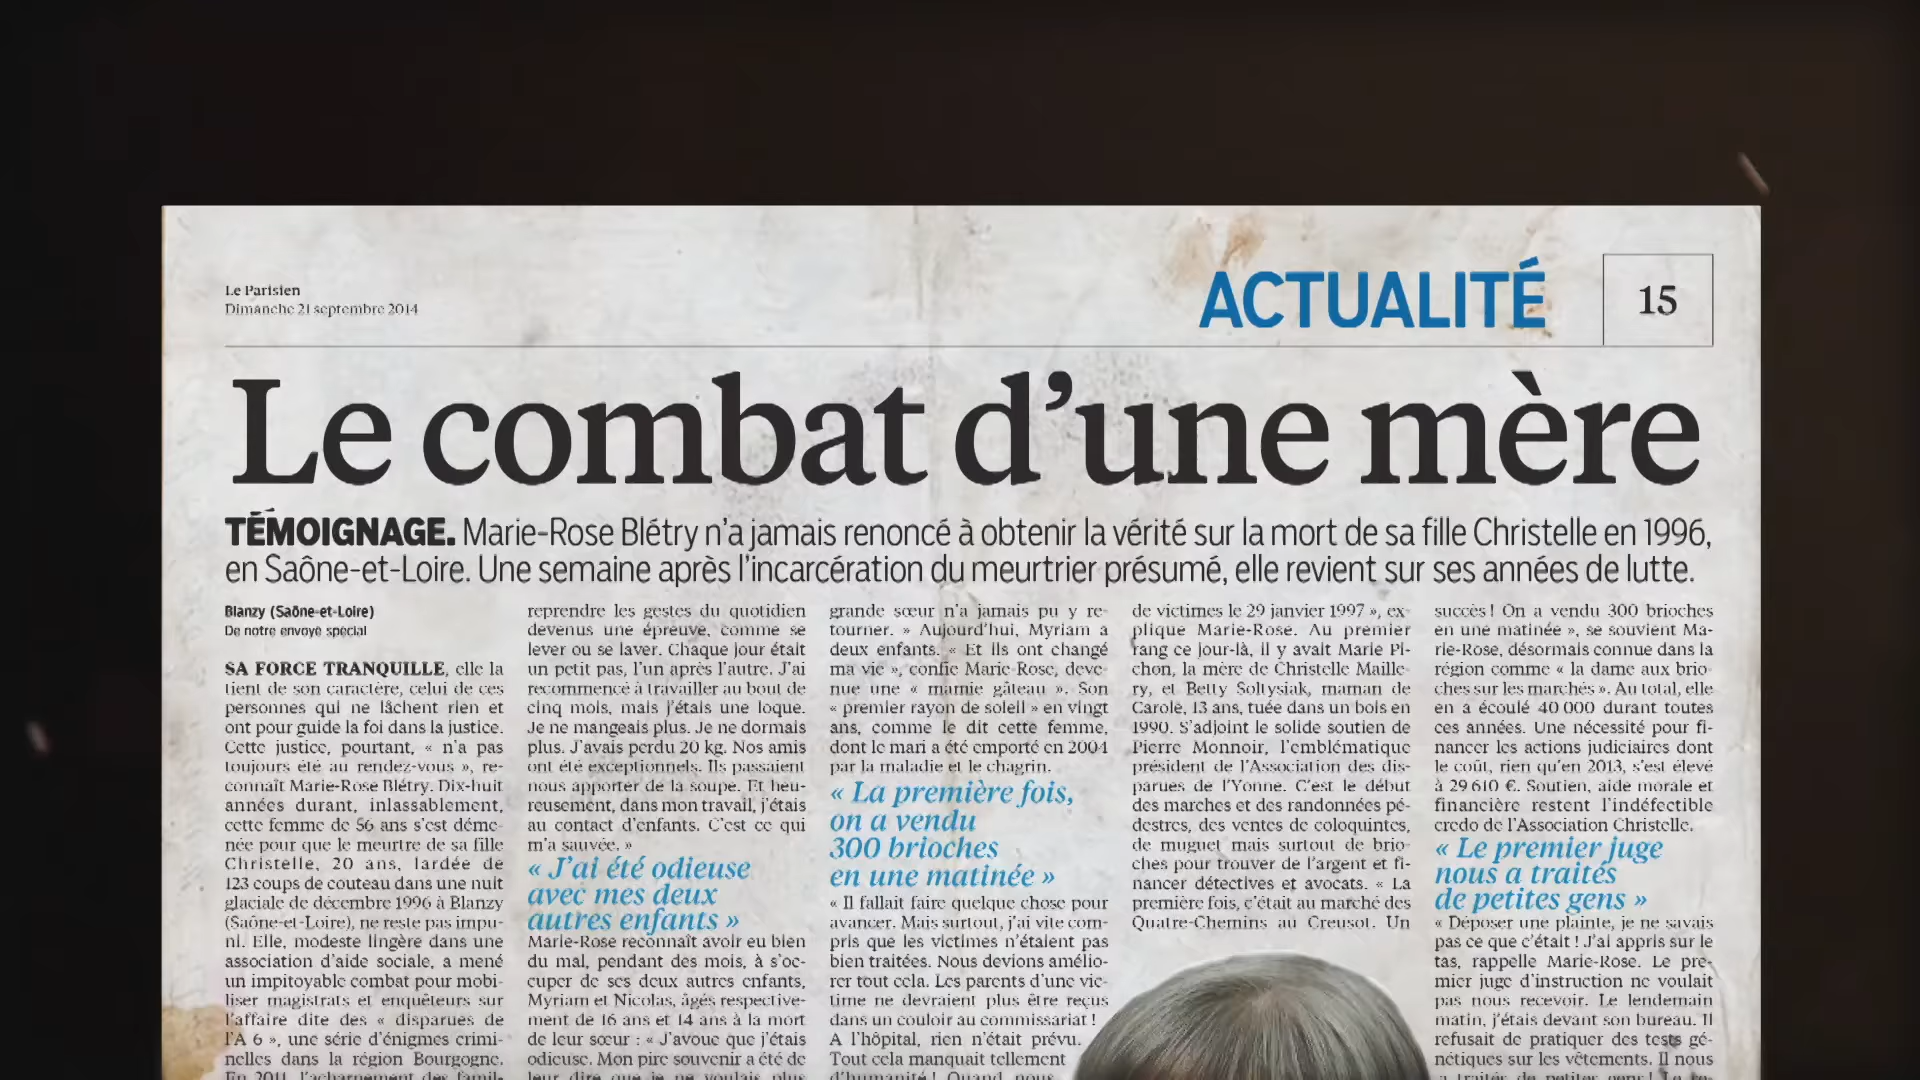 Le Parisien
Dimanche 21 septembre 2014
ACTUALITÉ
15
Le combat d'une mère
TÉMOIGNAGE. Marie-Rose Blétry n'a jamais renoncé à obtenir la vérité sur la mort de sa fille Christelle en 1996,
en Saône-et-Loire. Une semaine après l'incarcération du meurtrier présumé, elle revient sur ses années de lutte.
Blanzy (Saône-et-Loire)
De notre envoyé spécial
SA FORCE TRANQUILLE, elle la
tient de son caractère, celui de ces
personnes qui ne lâchent rien et
ont pour guide la foi dans la justice.
Cette justice, pourtant, « n'a pas
toujours été au rendez-vous », re-
connaît Marie-Rose Blétry. Dix-huit
années durant, inlassablement,
cette femme de 56 ans s'est déme-
née pour que le meurtre de sa fille
Christelle, 20 ans, lardée de
123 coups de couteau dans une nuit
glaciale de décembre 1996 à Blanzy
(Saône-et-Loire), ne reste pas impu-
ni. Elle, modeste lingère dans une
association d'aide sociale, a mené
un impitoyable combat pour mobi-
liser magistrats et enquêteurs sur
l'affaire dite des « disparues de
l'A 6 », une série d'énigmes crimi-
nelles dans la région Bourgogne.
En 2011, l'acharnement des famil-
reprendre les gestes du quotidien
devenus une épreuve, comme se
lever ou se laver. Chaque jour était
un petit pas, l'un après l'autre. J'ai
recommencé à travailler au bout de
cinq mois, mais j'étais une loque.
Je ne mangeais plus. Je ne dormais
plus. J'avais perdu 20 kg. Nos amis
ont été exceptionnels. Ils passaient
nous apporter de la soupe. Et heu-
reusement, dans mon travail, j'étais
au contact d'enfants. C'est ce qui
m'a sauvée. »
« J'ai été odieuse
avec mes deux
autres enfants »
Marie-Rose reconnaît avoir eu bien
du mal, pendant des mois, à s'oc-
cuper de ses deux autres enfants,
Myriam et Nicolas, âgés respective-
ment de 16 ans et 14 ans à la mort
de leur sœur : « J'avoue que j'étais
odieuse. Mon pire souvenir a été de
leur dire que je ne voulais plus
grande sœur n'a jamais pu y re-
tourner. » Aujourd'hui, Myriam a
deux enfants. « Et ils ont changé
ma vie », confie Marie-Rose, deve-
nue une « mamie gâteau ». Son
« premier rayon de soleil » en vingt
ans, comme le dit cette femme,
dont le mari a été emporté en 2004
par la maladie et le chagrin.
« La première fois,
on a vendu
300 brioches
en une matinée »
« Il fallait faire quelque chose pour
avancer. Mais surtout, j'ai vite com-
pris que les victimes n'étaient pas
bien traitées. Nous devions amélio-
rer tout cela. Les parents d'une vic-
time ne devraient plus être reçus
dans un couloir au commissariat !
A l'hôpital, rien n'était prévu.
Tout cela manquait tellement
d'humanité ! Quand nous
de victimes le 29 janvier 1997 », ex-
plique Marie-Rose. Au premier
rang ce jour-là, il y avait Marie Pi-
chon, la mère de Christelle Maille-
ry, et Betty Soltysiak, maman de
Carole, 13 ans, tuée dans un bois en
1990. S'adjoint le solide soutien de
Pierre Monnoir, l'emblématique
président de l'Association des dis-
parues de l'Yonne. C'est le début
des marches et des randonnées pé-
destres, des ventes de coloquintes,
de muguet mais surtout de brio-
ches pour trouver de l'argent et fi-
nancer détectives et avocats. « La
première fois, c'était au marché des
Quatre-Chemins au Creusot. Un
succès ! On a vendu 300 brioches
en une matinée », se souvient Ma-
rie-Rose, désormais connue dans la
région comme « la dame aux brio-
ches sur les marchés ». Au total, elle
en a écoulé 40 000 durant toutes
ces années. Une nécessité pour fi-
nancer les actions judiciaires dont
le coût, rien qu'en 2013, s'est élevé
à 29 610 €. Soutien, aide morale et
financière restent l'indéfectible
credo de l'Association Christelle.
« Le premier juge
nous a traités
de petites gens »
« Déposer une plainte, je ne savais
pas ce que c'était ! J'ai appris sur le
tas, rappelle Marie-Rose. Le pre-
mier juge d'instruction ne voulait
pas nous recevoir. Le lendemain
matin, j'étais devant son bureau. Il
refusait de pratiquer des tests gé-
nétiques sur les vêtements. Il nous
a traités de petites gens !